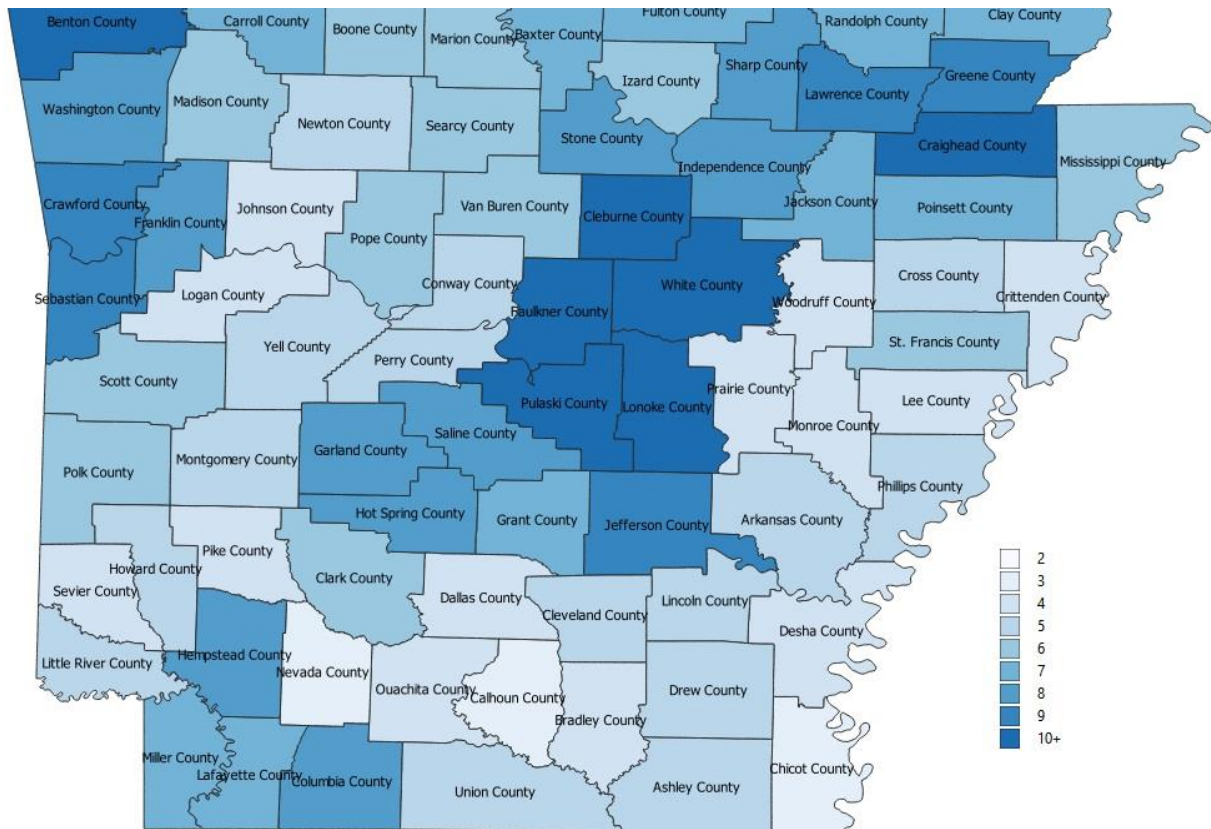 Benton County
Carroll County
Boone County
Marion County
Baxter County
Fulton County
Randolph County
Clay County
Washington County
Madison County
Newton County
Searcy County
Stone County
Izard County
Sharp County
Lawrence County
Greene County
Craighead County
Mississippi County
Crawford County
Franklin County
Johnson County
Pope County
Van Buren County
Cleburne County
Independence County
Jackson County
Poinsett County
Sebastian County
Logan County
Conway County
Faulkner County
White County
Woodruff County
Cross County
Crittenden County
Scott County
Yell County
Perry County
Pulaski County
Lonoke County
Prairie County
Monroe County
St. Francis County
Lee County
Polk County
Montgomery County
Garland County
Saline County
Hot Spring County
Grant County
Jefferson County
Arkansas County
Phillips County
Sevier County
Howard County
Pike County
Clark County
Dallas County
Cleveland County
Lincoln County
Desha County
Little River County
Hempstead County
Nevada County
Ouachita County
Calhoun County
Bradley County
Drew County
Miller County
Lafayette County
Columbia County
Union County
Ashley County
Chicot County
2
3
4
5
6
7
8
9
10+